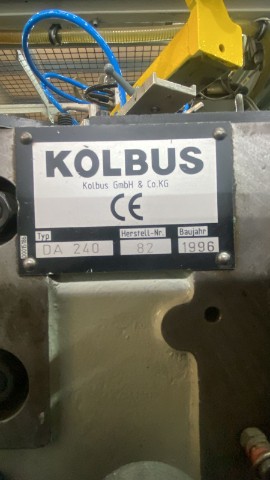 KOLBUS
Kolbus GmbH & Co.KG
CE
Typ Herstell-Nr. Baujahr
DA 240 82 1996